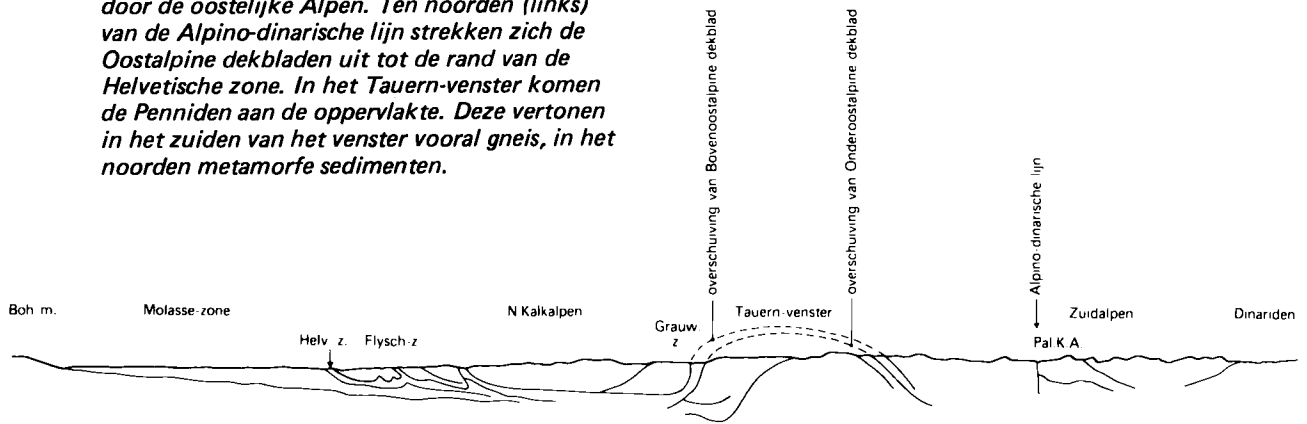 door de oostelijke Alpen. Ten noorden (links)
van de Alpino-dinarische lijn strekken zich de
Oostalpine dekbladen uit tot de rand van de
Helvetische zone. In het Tauern-venster komen
de Penniden aan de oppervlakte. Deze vertonen
in het zuiden van het venster vooral gneis, in het
noorden metamorfe sedimenten.
overschuiving van Bovenoostalpine dekblad
overschuiving van Onderoostalpine dekblad
Alpino-dinarische lijn
Boh m.
Molasse-zone
N Kalkalpen
Tauern-venster
Zuidalpen
Dinariden
Helv z.
Flysch-z
Grauw
z
Pal.K.A.